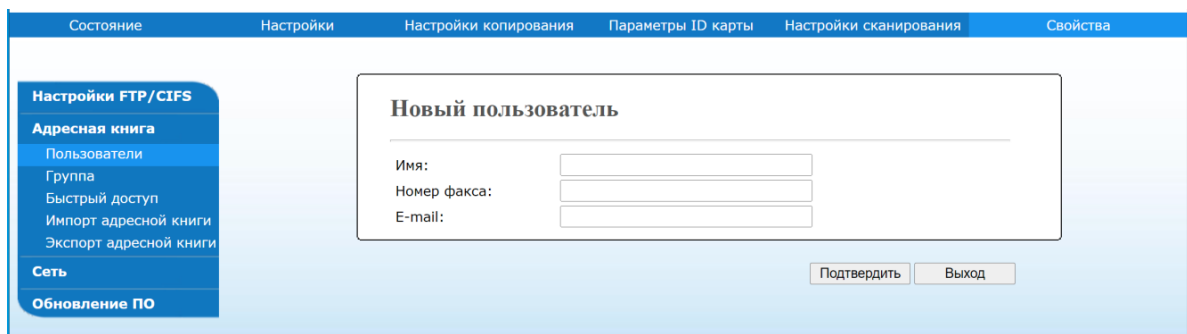 Состояние Настройки Настройки копирования Параметры ID карты Настройки сканирования Свойства
Настройки FTP/CIFS
Адресная книга
Пользователи
Группа
Быстрый доступ
Импорт адресной книги
Экспорт адресной книги
Сеть
Обновление ПО
Новый пользователь
Имя:
Номер факса:
E-mail:
Подтвердить Выход